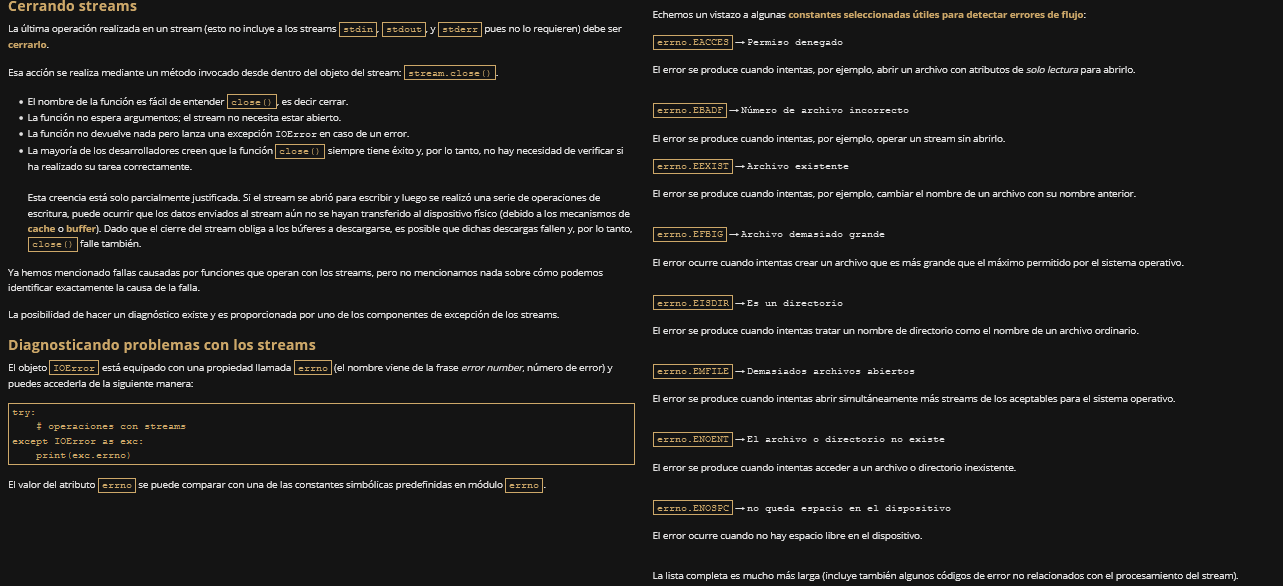 Cerrando streams
La última operación realizada en un stream (esto no incluye a los streams stdin, stdout, y stderr pues no lo requieren) debe ser
cerrarlo.
Esa acción se realiza mediante un método invocado desde dentro del objeto del stream: stream.close().
• El nombre de la función es fácil de entender close(), es decir cerrar.
• La función no espera argumentos; el stream no necesita estar abierto.
• La función no devuelve nada pero lanza una excepción IOError en caso de un error.
• La mayoría de los desarrolladores creen que la función close() siempre tiene éxito y, por lo tanto, no hay necesidad de verificar si
ha realizado su tarea correctamente.
Esta creencia está solo parcialmente justificada. Si el stream se abrió para escribir y luego se realizó una serie de operaciones de
escritura, puede ocurrir que los datos enviados al stream aún no se hayan transferido al dispositivo físico (debido a los mecanismos de
cache o buffer). Dado que el cierre del stream obliga a los búferes a descargarse, es posible que dichas descargas fallen y, por lo tanto,
close() falle también.
Ya hemos mencionado fallas causadas por funciones que operan con los streams, pero no mencionamos nada sobre cómo podemos
identificar exactamente la causa de la falla.
La posibilidad de hacer un diagnóstico existe y es proporcionada por uno de los componentes de excepción de los streams.
Diagnosticando problemas con los streams
El objeto IOError está equipado con una propiedad llamada errno (el nombre viene de la frase error number, número de error) y
puedes accederla de la siguiente manera:
try:
    # operaciones con streams
except IOError as exc:
    print(exc.errno)
El valor del atributo errno se puede comparar con una de las constantes simbólicas predefinidas en módulo errno.
Echemos un vistazo a algunas constantes seleccionadas útiles para detectar errores de flujo:
errno.EACCES → Permiso denegado
El error se produce cuando intentas, por ejemplo, abrir un archivo con atributos de solo lectura para abrirlo.
errno.EBADF → Número de archivo incorrecto
El error se produce cuando intentas, por ejemplo, operar un stream sin abrirlo.
errno.EEXIST → Archivo existente
El error se produce cuando intentas, por ejemplo, cambiar el nombre de un archivo con su nombre anterior.
errno.EFBIG → Archivo demasiado grande
El error ocurre cuando intentas crear un archivo que es más grande que el máximo permitido por el sistema operativo.
errno.EISDIR → Es un directorio
El error se produce cuando intentas tratar un nombre de directorio como el nombre de un archivo ordinario.
errno.EMFILE → Demasiados archivos abiertos
El error se produce cuando intentas abrir simultáneamente más streams de los aceptables para el sistema operativo.
errno.ENOENT → El archivo o directorio no existe
El error se produce cuando intentas acceder a un archivo o directorio inexistente.
errno.ENOSPC → no queda espacio en el dispositivo
El error ocurre cuando no hay espacio libre en el dispositivo.
La lista completa es mucho más larga (incluye también algunos códigos de error no relacionados con el procesamiento del stream).